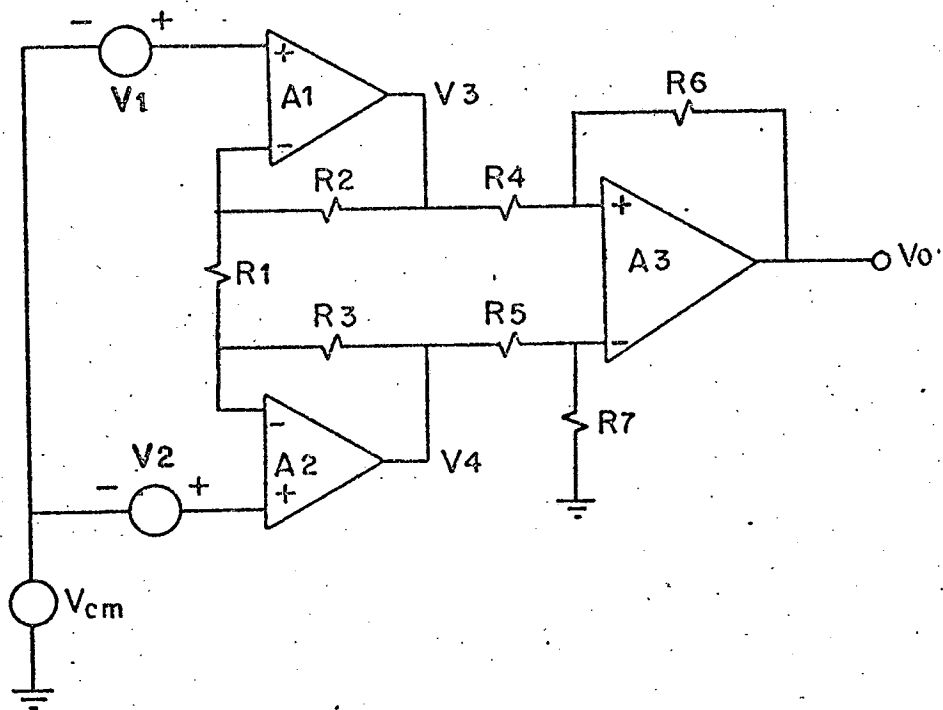 - +
V1
+
A1
-
V3
R6
R2
R4
+
A3
-
Vo
R1
R3
R5
R7
-
A2
+
V4
V2
- +
Vcm